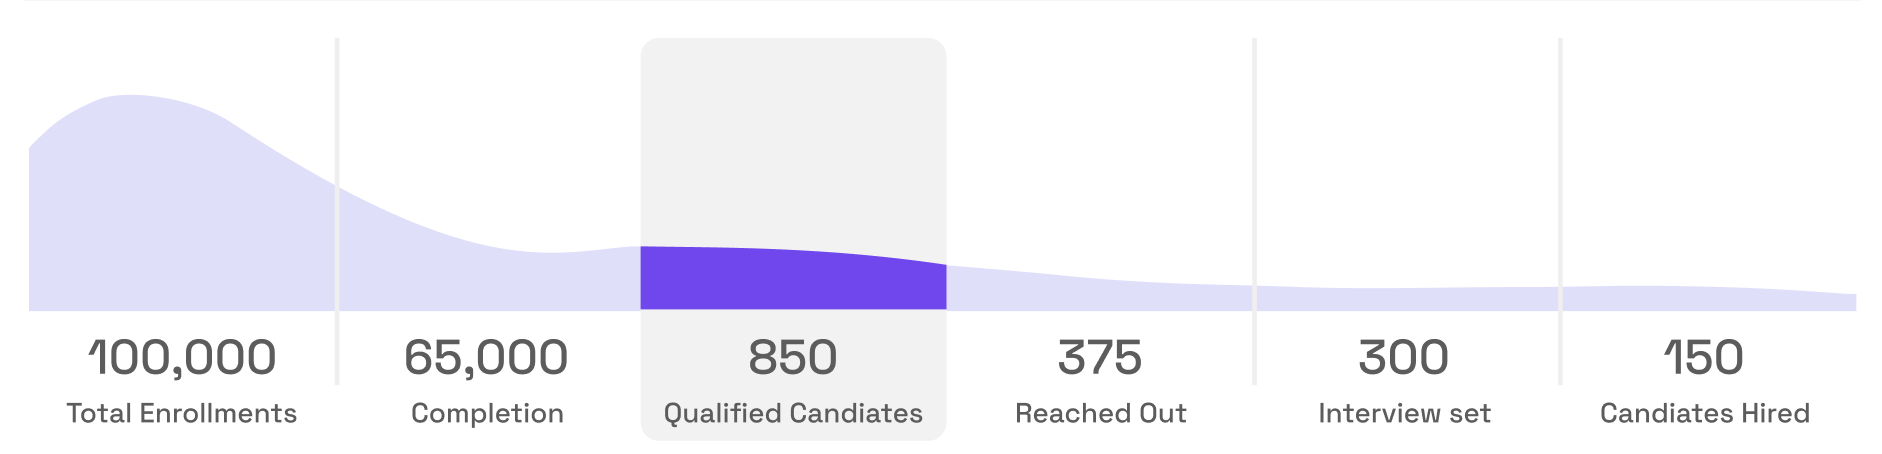 100,000
Total Enrollments
65,000
Completion
850
Qualified Candiates
375
Reached Out
300
Interview set
150
Candiates Hired